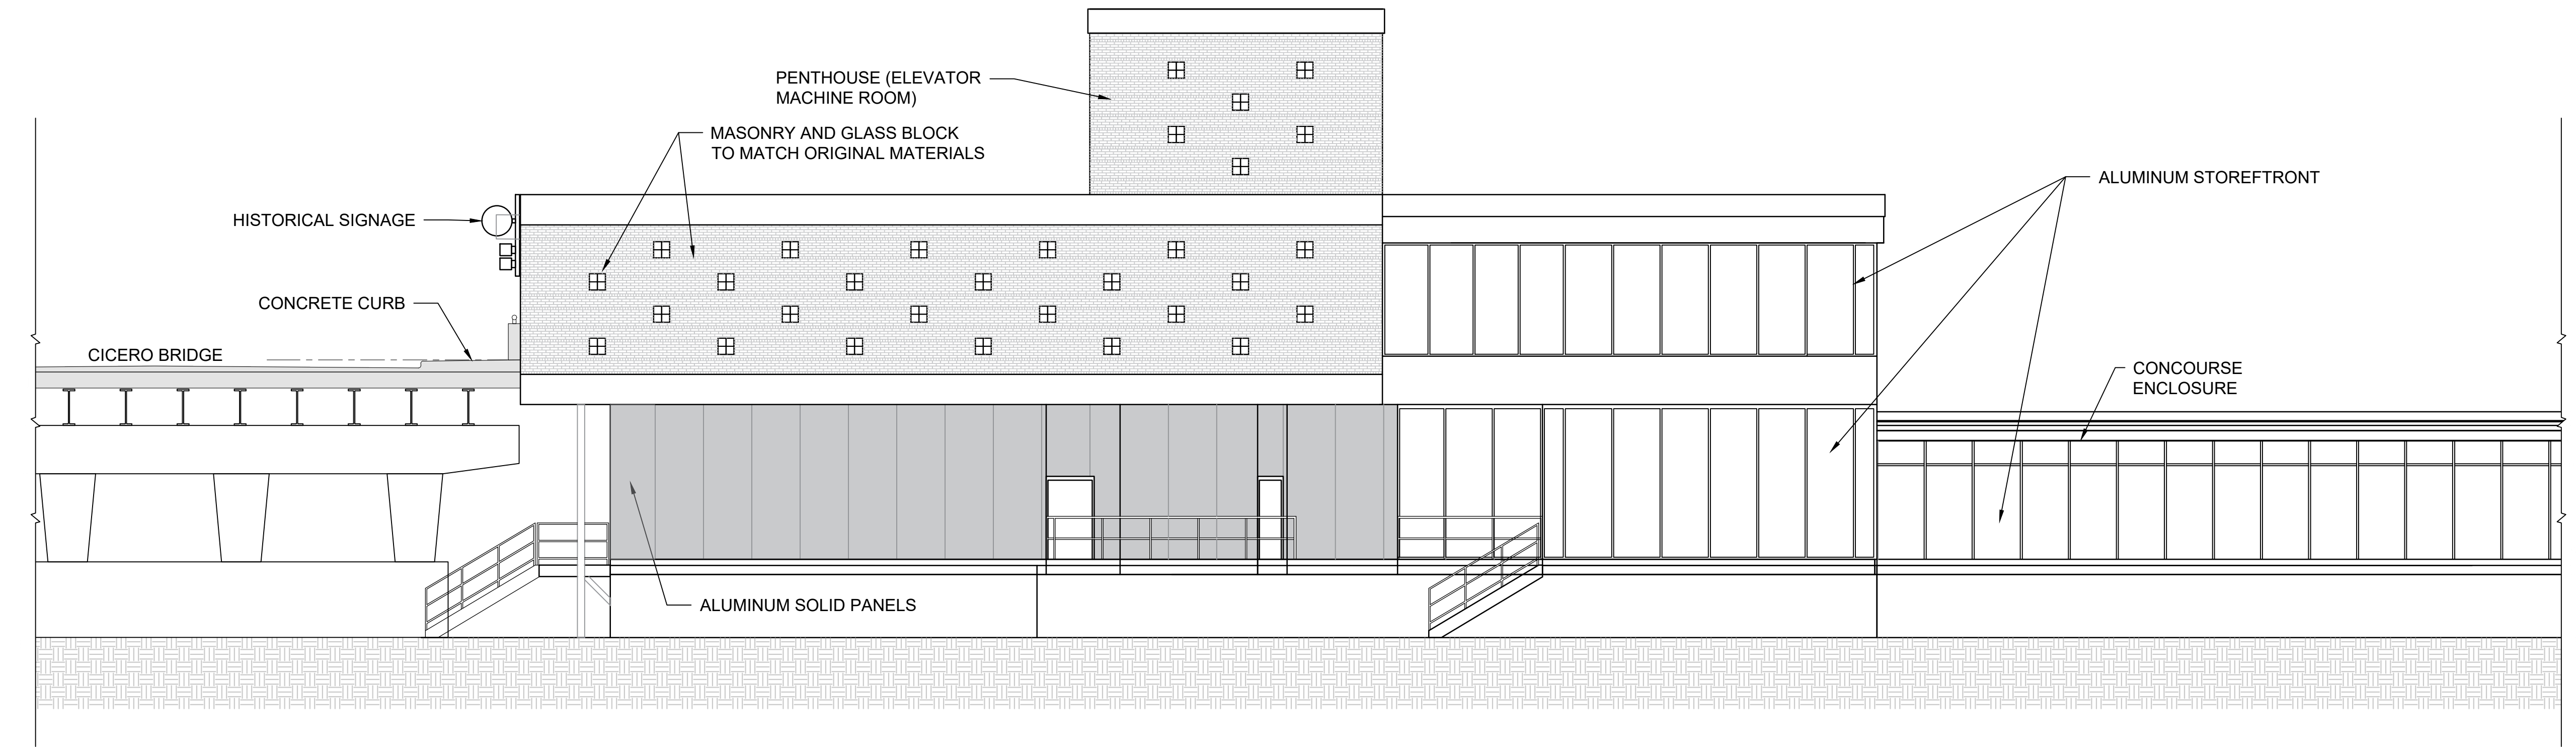 PENTHOUSE (ELEVATOR
MACHINE ROOM)
MASONRY AND GLASS BLOCK
TO MATCH ORIGINAL MATERIALS
HISTORICAL SIGNAGE
ALUMINUM STOREFTRONT
CONCRETE CURB
CICERO BRIDGE
CONCOURSE
ENCLOSURE
ALUMINUM SOLID PANELS